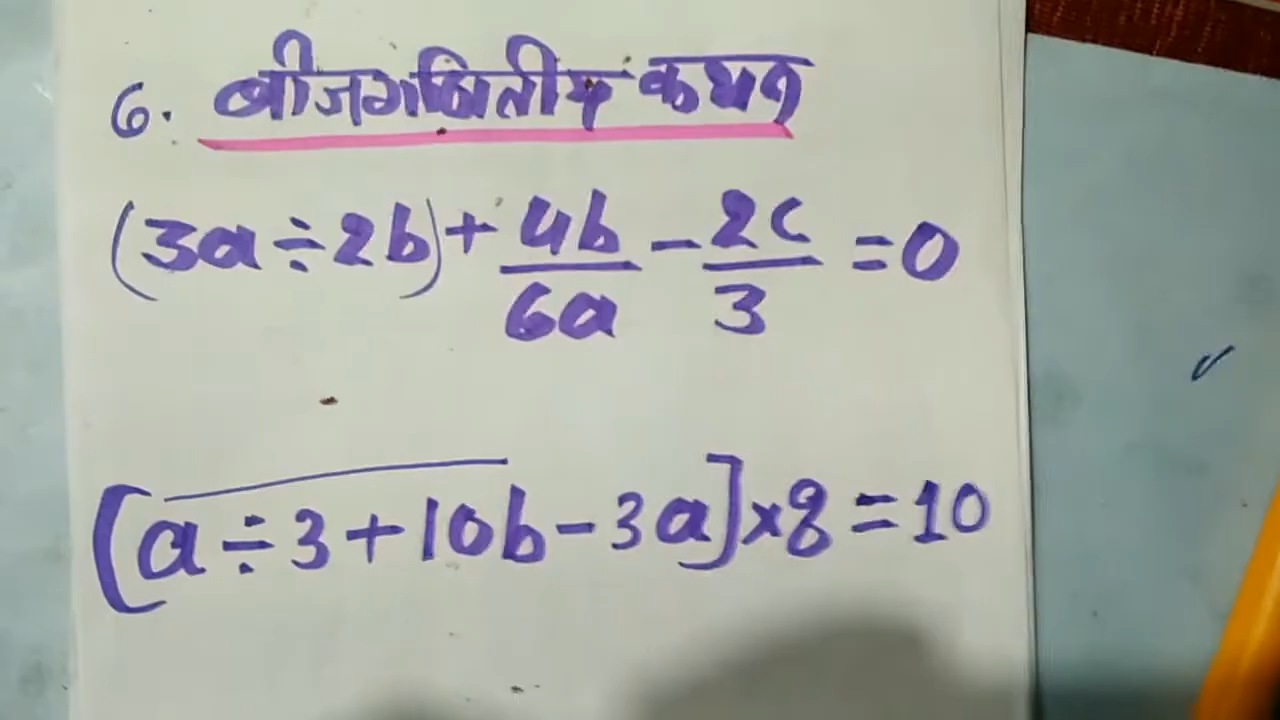 6. बीजगणितीय कथन
(3a ÷ 2b) + 4b/6a - 2c/3 = 0
[a ÷ 3 + 10b - 3a] × 8 = 10